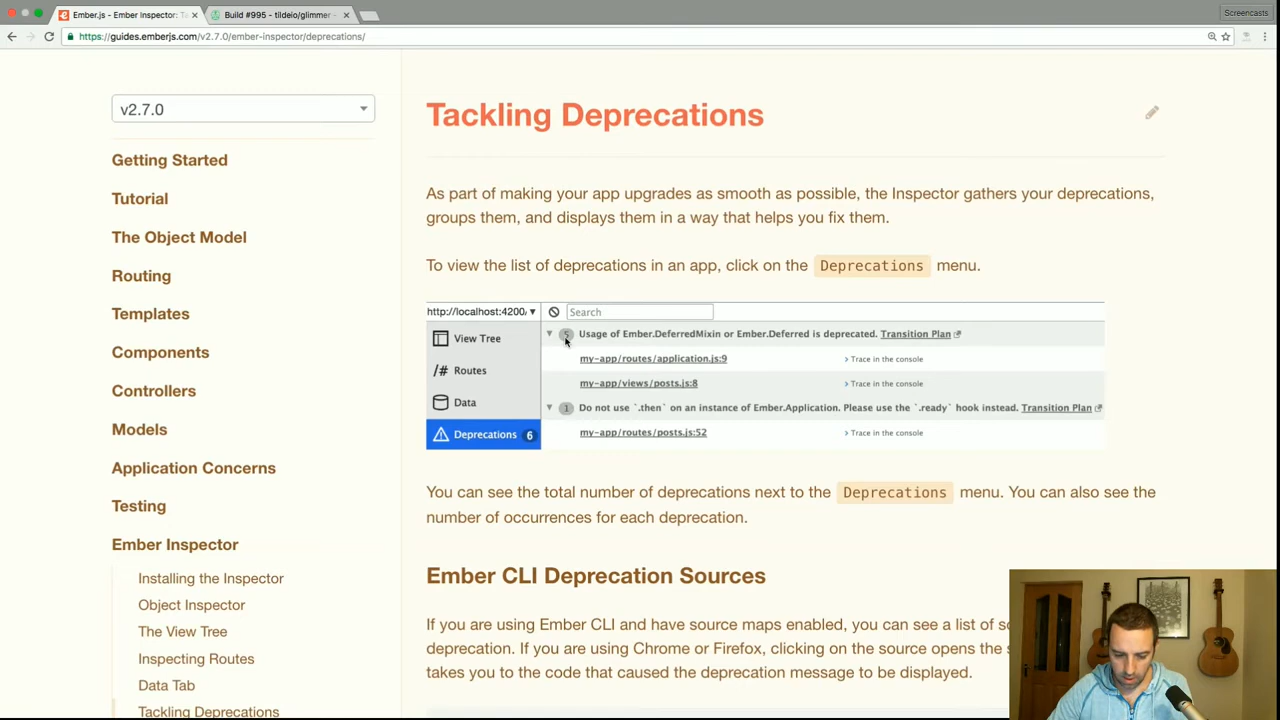 Ember.js - Ember Inspector: T
Build #995 - tildeio/glimmer -
Screencasts
https://guides.emberjs.com/v2.7.0/ember-inspector/deprecations/
v2.7.0
Getting Started
Tutorial
The Object Model
Routing
Templates
Components
Controllers
Models
Application Concerns
Testing
Ember Inspector
Installing the Inspector
Object Inspector
The View Tree
Inspecting Routes
Data Tab
Tackling Deprecations
Tackling Deprecations
As part of making your app upgrades as smooth as possible, the Inspector gathers your deprecations,
groups them, and displays them in a way that helps you fix them.
To view the list of deprecations in an app, click on the Deprecations menu.
http://localhost:4200/
Search
View Tree
/# Routes
Data
Deprecations 6
5 Usage of Ember.DeferredMixin or Ember.Deferred is deprecated. Transition Plan
my-app/routes/application.js:9 > Trace in the console
my-app/views/posts.js:8 > Trace in the console
1 Do not use `.then` on an instance of Ember.Application. Please use the `.ready` hook instead. Transition Plan
my-app/routes/posts.js:52 > Trace in the console
You can see the total number of deprecations next to the Deprecations menu. You can also see the
number of occurrences for each deprecation.
Ember CLI Deprecation Sources
If you are using Ember CLI and have source maps enabled, you can see a list of so
deprecation. If you are using Chrome or Firefox, clicking on the source opens the s
takes you to the code that caused the deprecation message to be displayed.